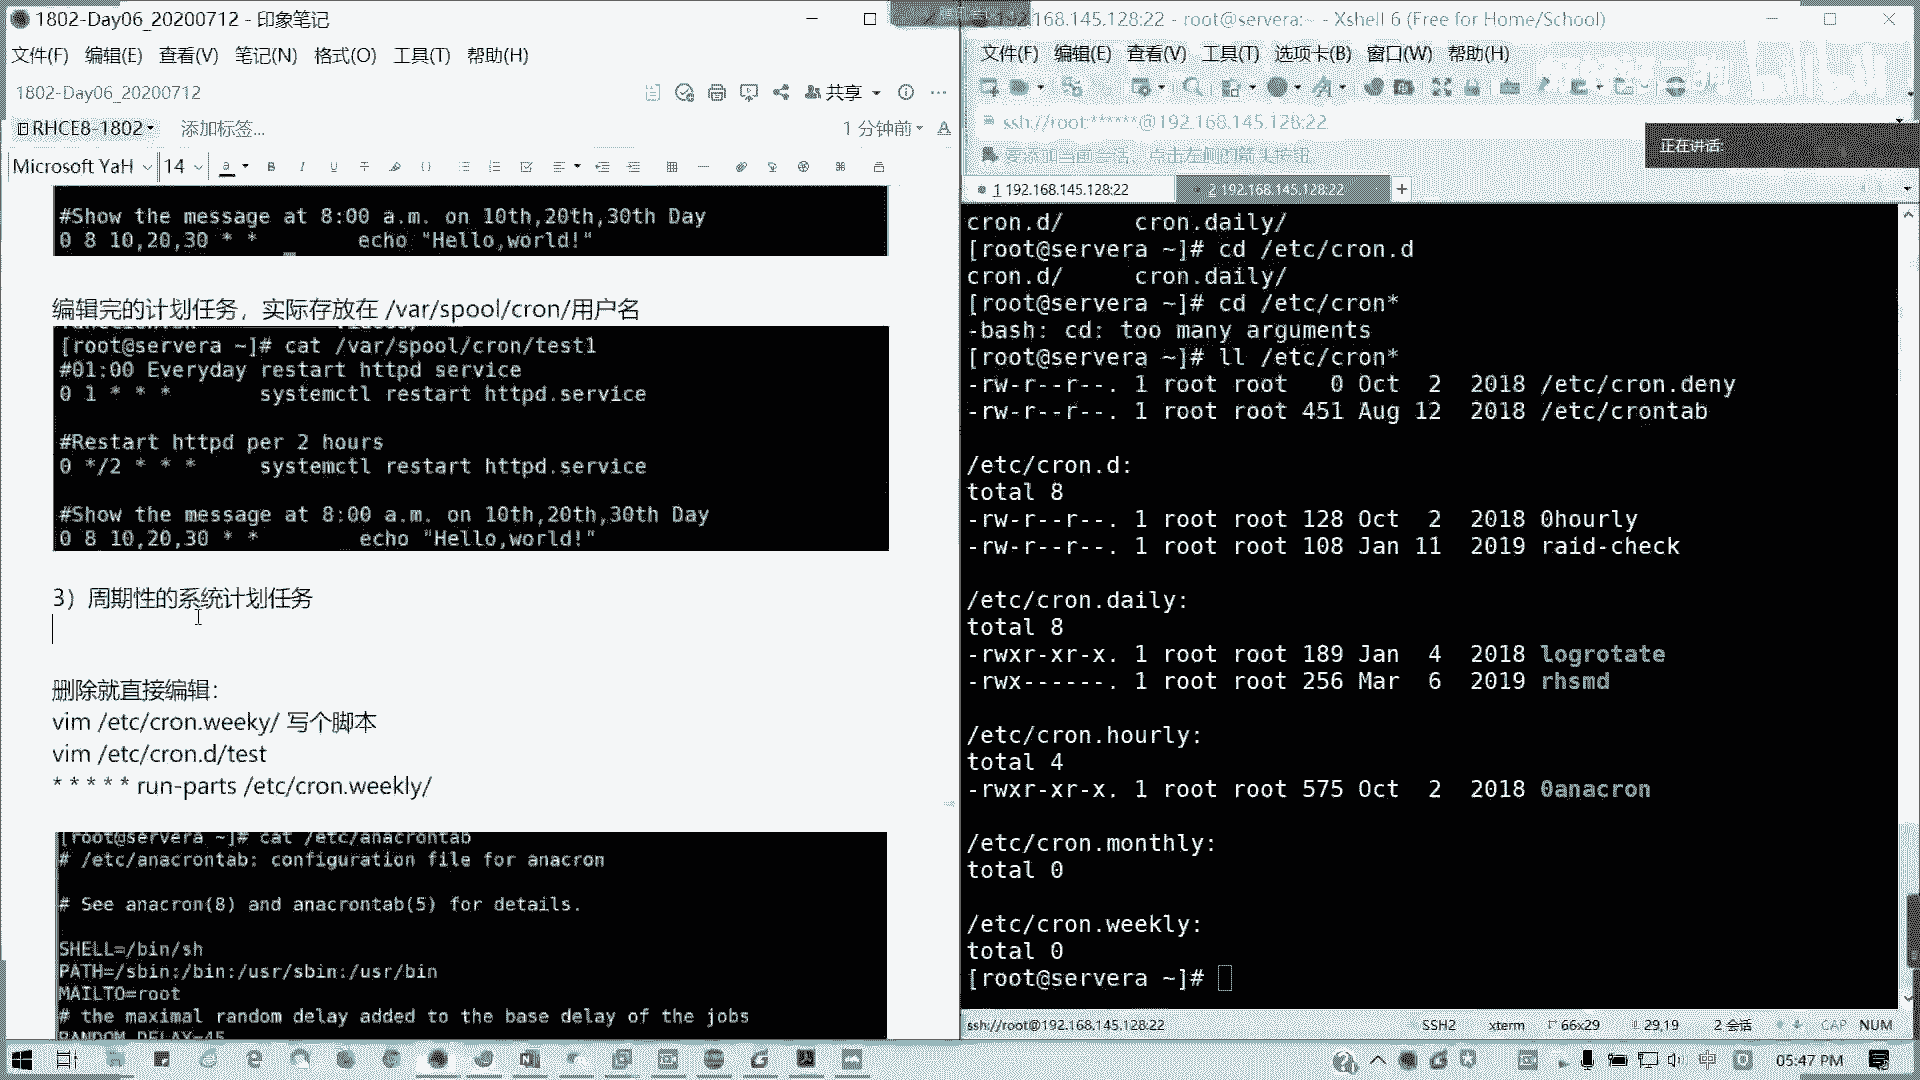 1802-Day06_20200712 - 印象笔记
文件(F) 编辑(E) 查看(V) 笔记(N) 格式(O) 工具(T) 帮助(H)
1802-Day06_20200712
共享
RHCE8-1802
添加标签...
1 分钟前
Microsoft YaH 14
#Show the message at 8:00 a.m. on 10th,20th,30th Day
0 8 10,20,30 * * echo "Hello,world!"
编辑完的计划任务，实际存放在 /var/spool/cron/用户名
[root@servera ~]# cat /var/spool/cron/test1
#01:00 Everyday restart httpd service
0 1 * * * systemctl restart httpd.service
#Restart httpd per 2 hours
0 */2 * * * systemctl restart httpd.service
#Show the message at 8:00 a.m. on 10th,20th,30th Day
0 8 10,20,30 * * echo "Hello,world!"
3）周期性的系统计划任务
删除就直接编辑：
vim /etc/cron.weeky/ 写个脚本
vim /etc/cron.d/test
* * * * * run-parts /etc/cron.weekly/
[root@servera ~]# cat /etc/anacrontab
# /etc/anacrontab: configuration file for anacron
# See anacron(8) and anacrontab(5) for details.
SHELL=/bin/sh
PATH=/sbin:/bin:/usr/sbin:/usr/bin
MAILTO=root
# the maximal random delay added to the base delay of the jobs
RANDOM_DELAY=45
192.168.145.128:22 - root@servera:~ - Xshell 6 (Free for Home/School)
文件(F) 编辑(E) 查看(V) 工具(T) 选项卡(B) 窗口(W) 帮助(H)
ssh://root:******@192.168.145.128:22
要添加当前会话，点击左侧的箭头按钮
正在讲话:
1 192.168.145.128:22
2 192.168.145.128:22
cron.d/ cron.daily/
[root@servera ~]# cd /etc/cron.d
cron.d/ cron.daily/
[root@servera ~]# cd /etc/cron*
-bash: cd: too many arguments
[root@servera ~]# ll /etc/cron*
-rw-r--r--. 1 root root 0 Oct 2 2018 /etc/cron.deny
-rw-r--r--. 1 root root 451 Aug 12 2018 /etc/crontab
/etc/cron.d:
total 8
-rw-r--r--. 1 root root 128 Oct 2 2018 0hourly
-rw-r--r--. 1 root root 108 Jan 11 2019 raid-check
/etc/cron.daily:
total 8
-rwxr-xr-x. 1 root root 189 Jan 4 2018 logrotate
-rwx------. 1 root root 256 Mar 6 2019 rhsmd
/etc/cron.hourly:
total 4
-rwxr-xr-x. 1 root root 575 Oct 2 2018 0anacron
/etc/cron.monthly:
total 0
/etc/cron.weekly:
total 0
[root@servera ~]#
ssh://root@192.168.145.128:22 SSH2 xterm 66x29 29,19 2 会话 CAP NUM
中 05:47 PM